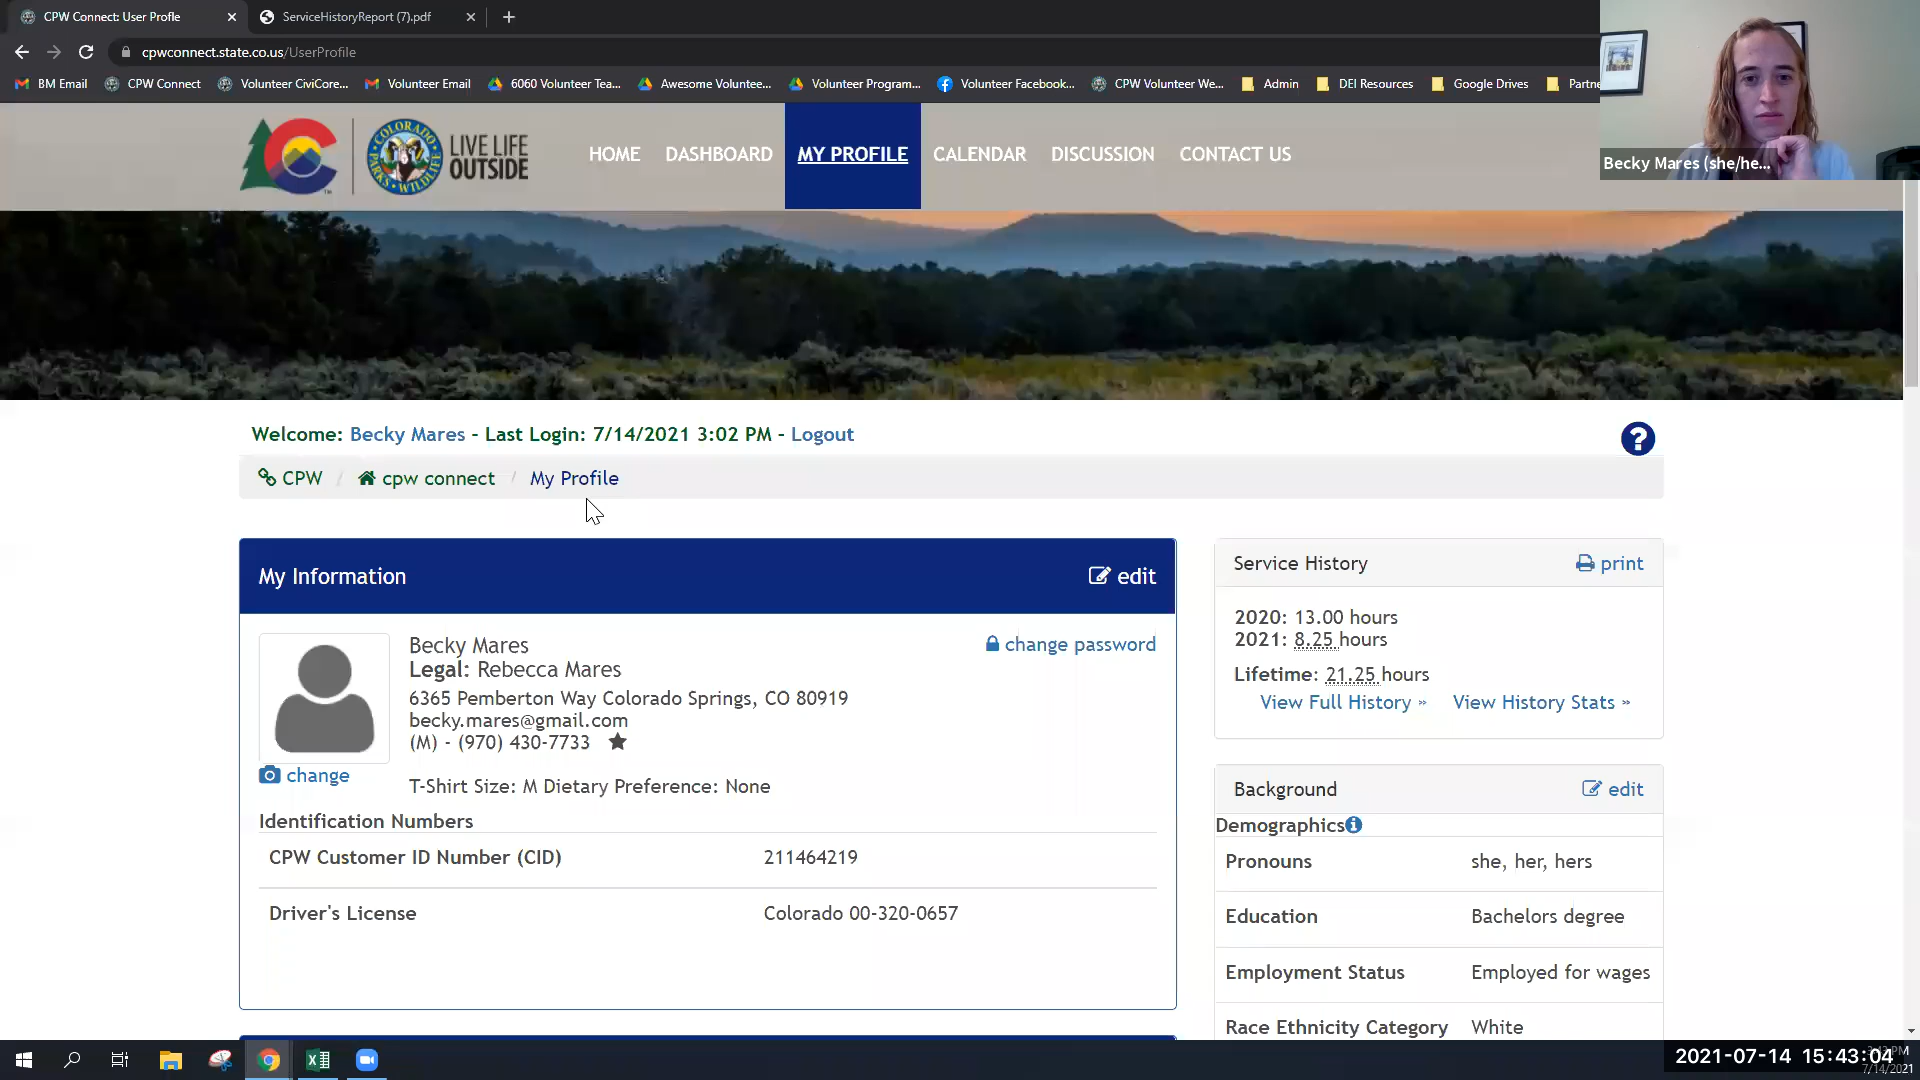 CPW Connect: User Profle
ServiceHistoryReport (7).pdf
cpwconnect.state.co.us/UserProfile
BM Email
CPW Connect
Volunteer CiviCore...
Volunteer Email
6060 Volunteer Tea...
Awesome Voluntee...
Volunteer Program...
Volunteer Facebook...
CPW Volunteer We...
Admin
DEI Resources
Google Drives
Partne
Becky Mares (she/he...
COLORADO
PARKS WILDLIFE
LIVE LIFE
OUTSIDE
HOME
DASHBOARD
MY PROFILE
CALENDAR
DISCUSSION
CONTACT US
Welcome: Becky Mares - Last Login: 7/14/2021 3:02 PM - Logout
?
CPW / cpw connect / My Profile
My Information
edit
Becky Mares
change password
Legal: Rebecca Mares
6365 Pemberton Way Colorado Springs, CO 80919
becky.mares@gmail.com
(M) - (970) 430-7733
change
T-Shirt Size: M Dietary Preference: None
Identification Numbers
CPW Customer ID Number (CID) 211464219
Driver's License Colorado 00-320-0657
Service History
print
2020: 13.00 hours
2021: 8.25 hours
Lifetime: 21.25 hours
View Full History »
View History Stats »
Background
edit
Demographics
Pronouns she, her, hers
Education Bachelors degree
Employment Status Employed for wages
Race Ethnicity Category White
2021-07-14 15:43:04
7/14/2021